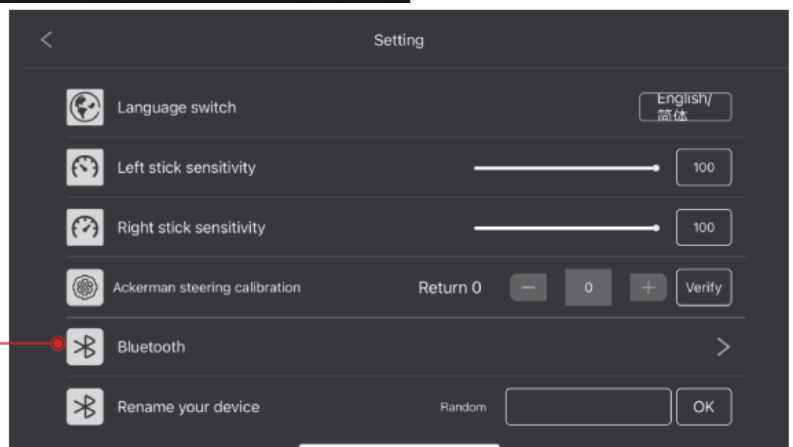 Setting
Language switch
English/
简体
Left stick sensitivity
100
Right stick sensitivity
100
Ackerman steering calibration
Return 0
0
Verify
Bluetooth
Rename your device
Random
OK